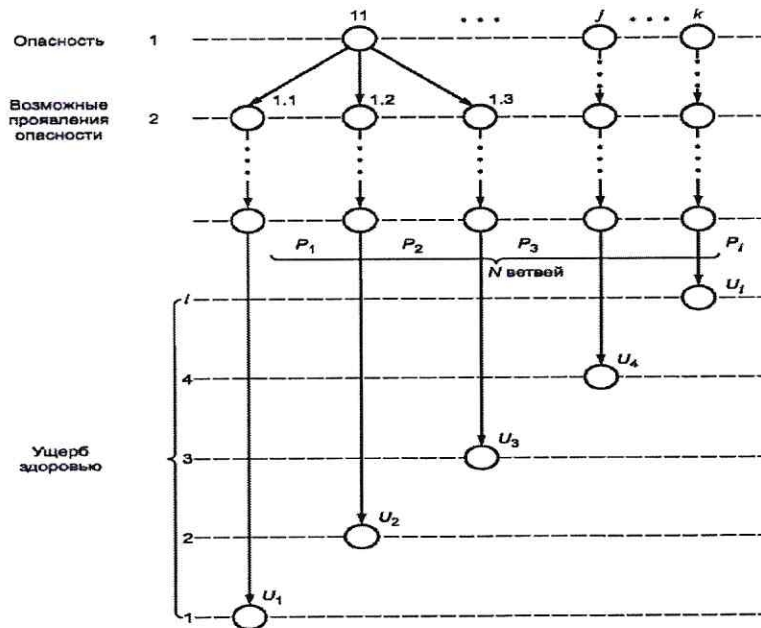 11 • • • j • • • k
Опасность 1
1.1 1.2 1.3
Возможные
проявления 2
опасности
P1 P2 P3 Pi
N ветвей
i Ui
4 U4
Ущерб
здоровью
3 U3
2 U2
1 U1